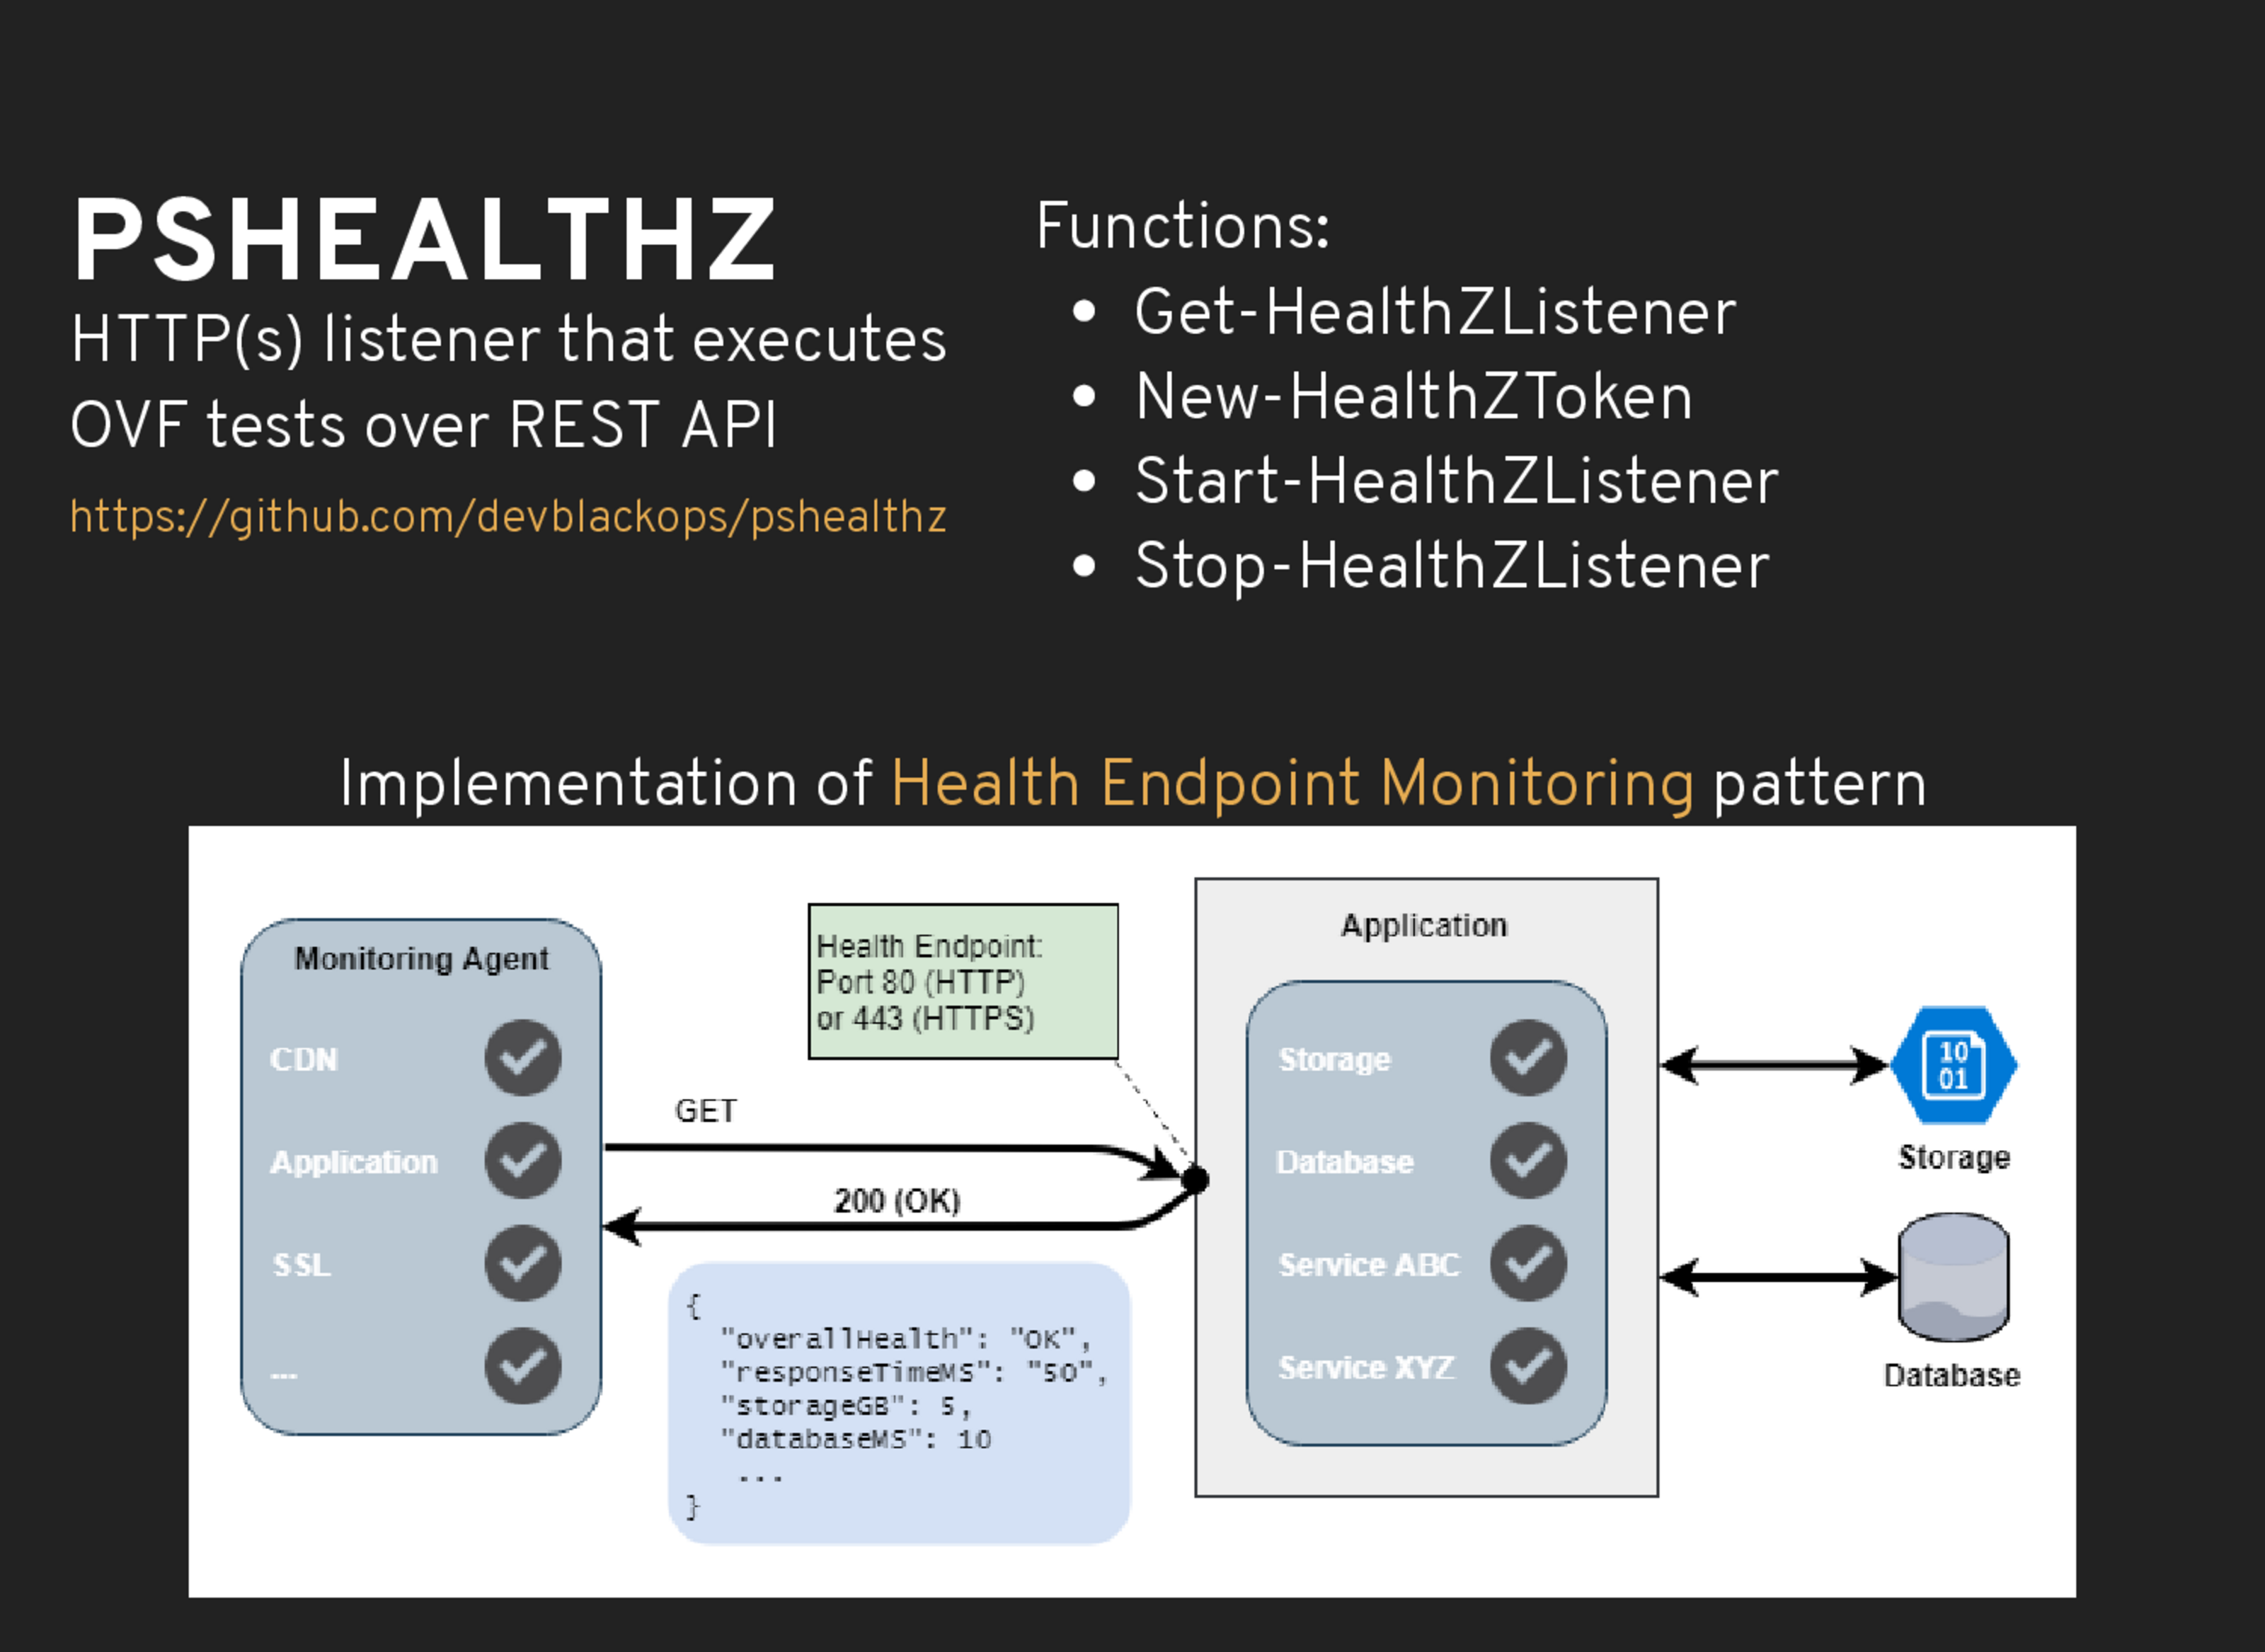 PSHEALTHZ
HTTP(s) listener that executes
OVF tests over REST API
https://github.com/devblackops/pshealthz
Functions:
• Get-HealthZListener
• New-HealthZToken
• Start-HealthZListener
• Stop-HealthZListener
Implementation of Health Endpoint Monitoring pattern
Monitoring Agent
CDN
Application
SSL
---
Health Endpoint:
Port 80 (HTTP)
or 443 (HTTPS)
GET
200 (OK)
{
"overallHealth": "OK",
"responseTimeMS": "50",
"storageGB": 5,
"databaseMS": 10
...
}
Application
Storage
Database
Service ABC
Service XYZ
10
01
Storage
Database